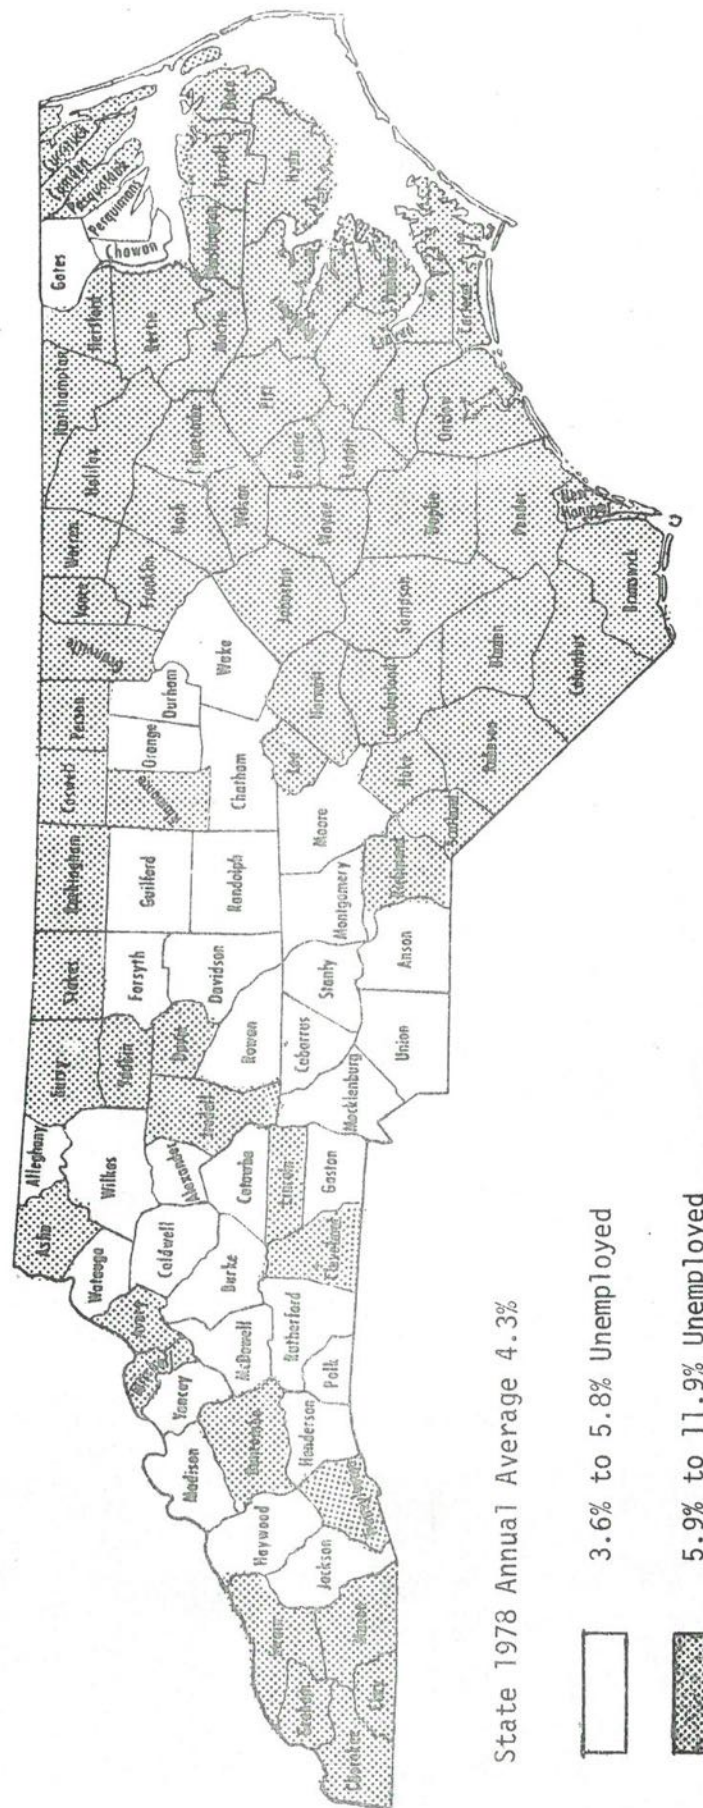 Cherokee
Graham
Clay
Swain
Macon
Jackson
Haywood
Transylvania
Madison
Buncombe
Henderson
Yancey
Mitchell
Avery
McDowell
Rutherford
Polk
Watauga
Ashe
Alleghany
Wilkes
Caldwell
Burke
Alexander
Catawba
Lincoln
Cleveland
Gaston
Surry
Yadkin
Davie
Iredell
Rowan
Cabarrus
Mecklenburg
Stokes
Forsyth
Davidson
Stanly
Union
Anson
Rockingham
Guilford
Randolph
Montgomery
Richmond
Caswell
Alamance
Orange
Chatham
Moore
Lee
Scotland
Hoke
Person
Durham
Granville
Wake
Harnett
Cumberland
Robeson
Vance
Warren
Franklin
Johnston
Sampson
Bladen
Columbus
Brunswick
Halifax
Nash
Wilson
Wayne
Duplin
Pender
New
Hanover
Northampton
Edgecombe
Pitt
Greene
Lenoir
Jones
Onslow
Hertford
Bertie
Martin
Gates
Chowan
Perquimans
Pasquotank
Camden
Currituck
Washington
Tyrrell
Dare
Hyde
Pamlico
Craven
Carteret
State 1978 Annual Average 4.3%
3.6% to 5.8% Unemployed
5.9% to 11.9% Unemployed